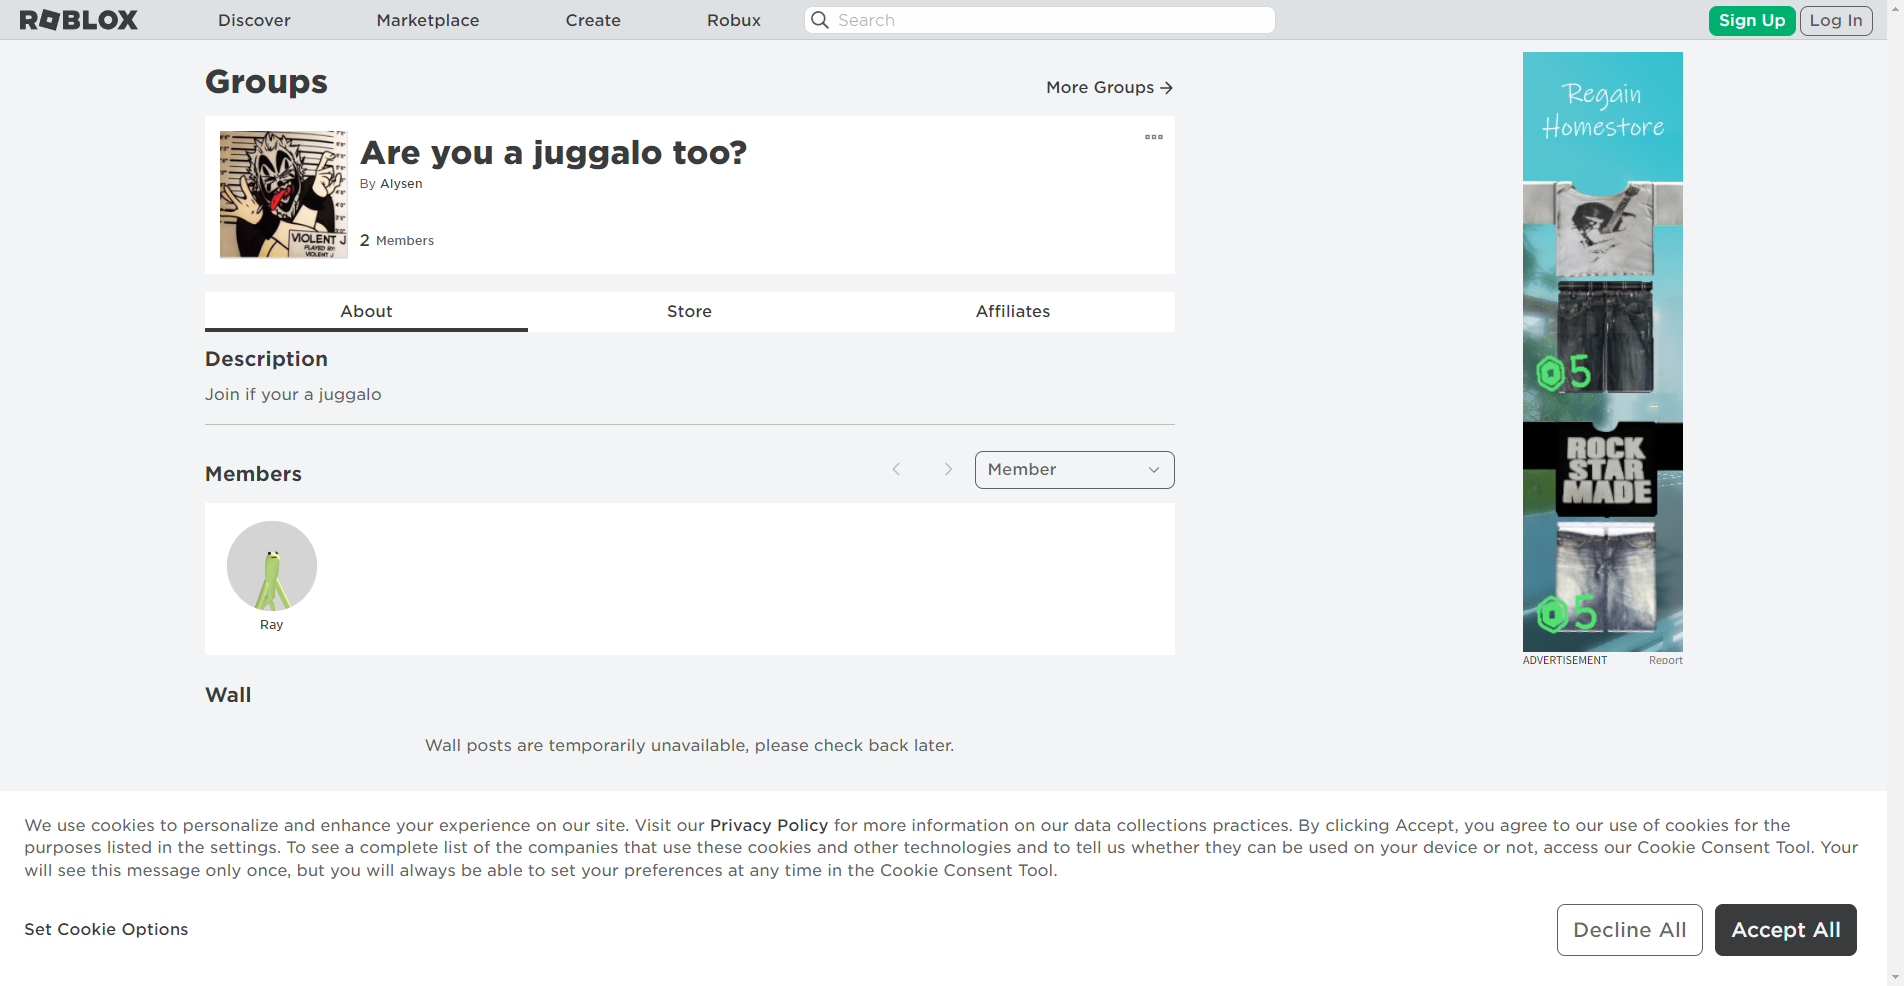 ROBLOX
Discover
Marketplace
Create
Robux
Search
Sign Up
Log In
Groups
More Groups
Are you a juggalo too?
By Alysen
2 Members
VIOLENT J
PLAYED BY:
VIOLENT J
About
Store
Affiliates
Description
Join if your a juggalo
Members
Member
Ray
Wall
Wall posts are temporarily unavailable, please check back later.
Regain
Homestore
5
ROCK
STAR
MADE
5
ADVERTISEMENT
Report
We use cookies to personalize and enhance your experience on our site. Visit our Privacy Policy for more information on our data collections practices. By clicking Accept, you agree to our use of cookies for the
purposes listed in the settings. To see a complete list of the companies that use these cookies and other technologies and to tell us whether they can be used on your device or not, access our Cookie Consent Tool. Your
will see this message only once, but you will always be able to set your preferences at any time in the Cookie Consent Tool.
Set Cookie Options
Decline All
Accept All